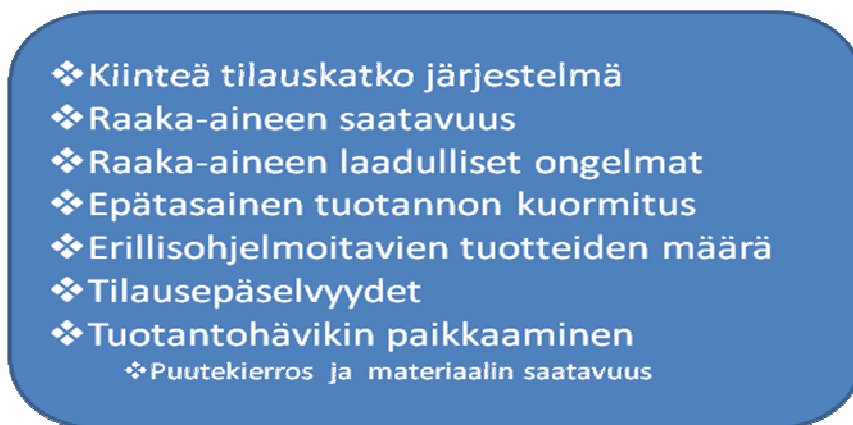 ❖Kiinteä tilauskatko järjestelmä
❖Raaka-aineen saatavuus
❖Raaka-aineen laadulliset ongelmat
❖Epätasainen tuotannon kuormitus
❖Erillisohjelmoitavien tuotteiden määrä
❖Tilausepäselvyydet
❖Tuotantohävikin paikkaaminen
❖Puutekierros ja materiaalin saatavuus